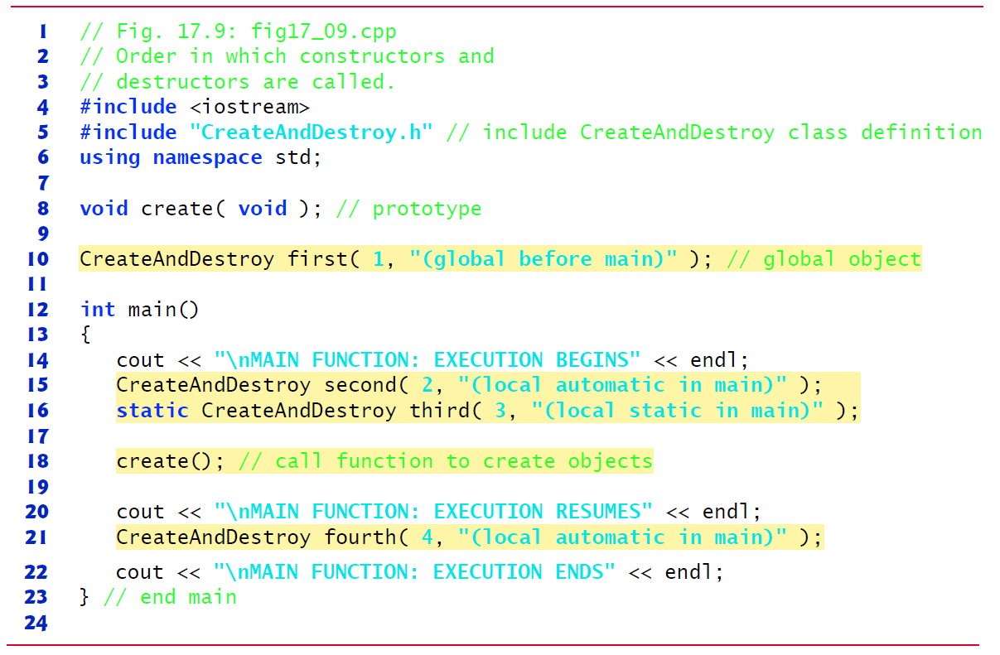 1 // Fig. 17.9: fig17_09.cpp
2 // Order in which constructors and
3 // destructors are called.
4 #include <iostream>
5 #include "CreateAndDestroy.h" // include CreateAndDestroy class definition
6 using namespace std;
7
8 void create( void ); // prototype
9
10 CreateAndDestroy first( 1, "(global before main)" ); // global object
11
12 int main()
13 {
14    cout << "\nMAIN FUNCTION: EXECUTION BEGINS" << endl;
15    CreateAndDestroy second( 2, "(local automatic in main)" );
16    static CreateAndDestroy third( 3, "(local static in main)" );
17
18    create(); // call function to create objects
19
20    cout << "\nMAIN FUNCTION: EXECUTION RESUMES" << endl;
21    CreateAndDestroy fourth( 4, "(local automatic in main)" );
22    cout << "\nMAIN FUNCTION: EXECUTION ENDS" << endl;
23 } // end main
24